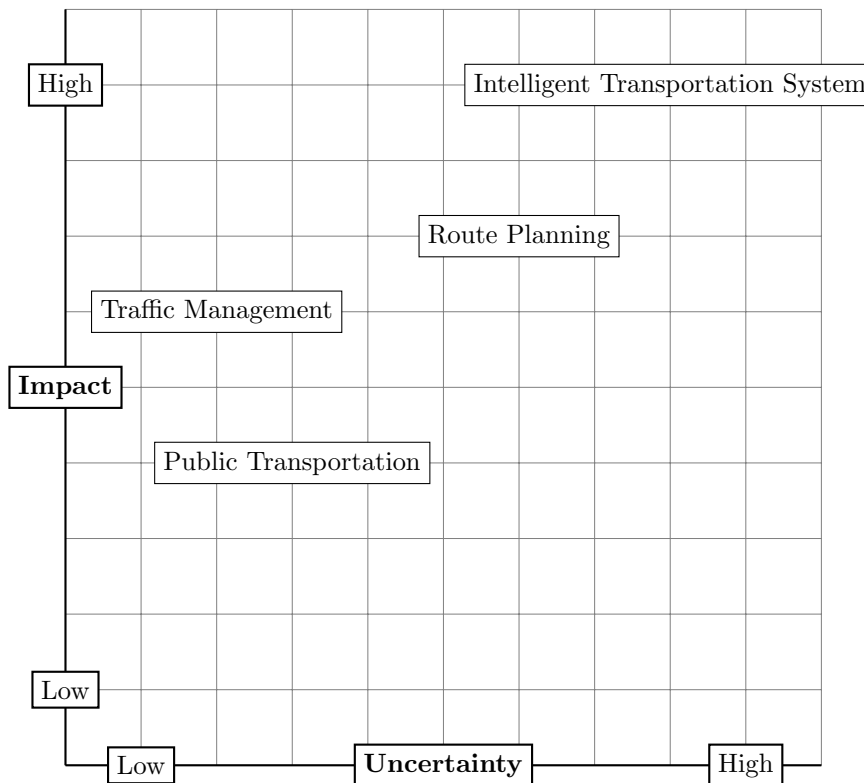 High
Intelligent Transportation System
Route Planning
Traffic Management
Impact
Public Transportation
Low
Low
Uncertainty
High